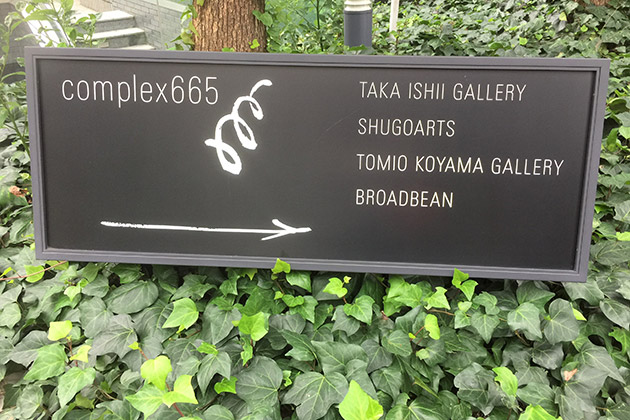 complex665
TAKA ISHII GALLERY
SHUGOARTS
TOMIO KOYAMA GALLERY
BROADBEAN